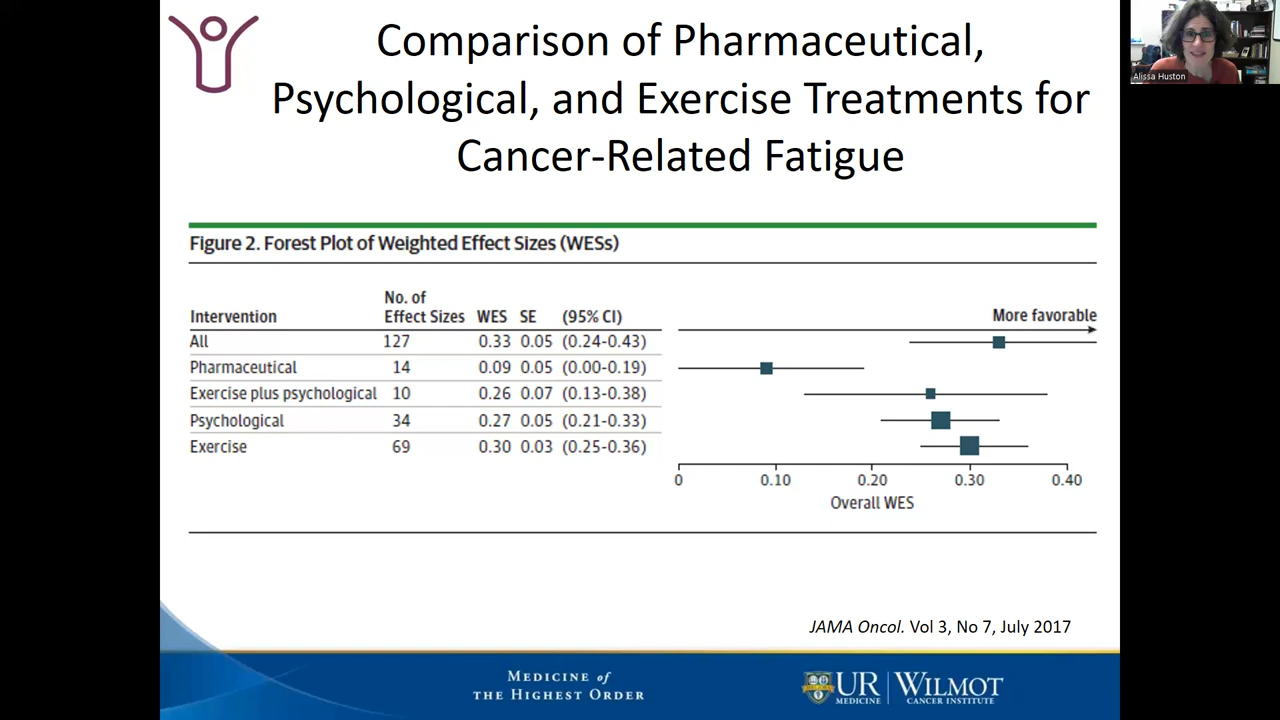 Comparison of Pharmaceutical,
Psychological, and Exercise Treatments for
Cancer-Related Fatigue
Alissa Huston
Figure 2. Forest Plot of Weighted Effect Sizes (WESs)
No. of
Intervention Effect Sizes WES SE (95% CI) More favorable
All 127 0.33 0.05 (0.24-0.43)
Pharmaceutical 14 0.09 0.05 (0.00-0.19)
Exercise plus psychological 10 0.26 0.07 (0.13-0.38)
Psychological 34 0.27 0.05 (0.21-0.33)
Exercise 69 0.30 0.03 (0.25-0.36)
0 0.10 0.20 0.30 0.40
Overall WES
JAMA Oncol. Vol 3, No 7, July 2017
MEDICINE of
THE HIGHEST ORDER
UR
MEDICINE
WILMOT
CANCER INSTITUTE